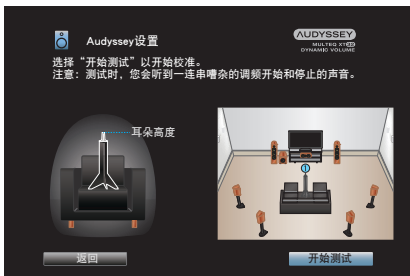 Audyssey设置
AUDYSSEY
MULTEQ XT32
DYNAMIC VOLUME
选择“开始测试”以开始校准。
注意：测试时，您会听到一连串嘈杂的调频开始和停止的声音。
耳朵高度
1
返回
开始测试